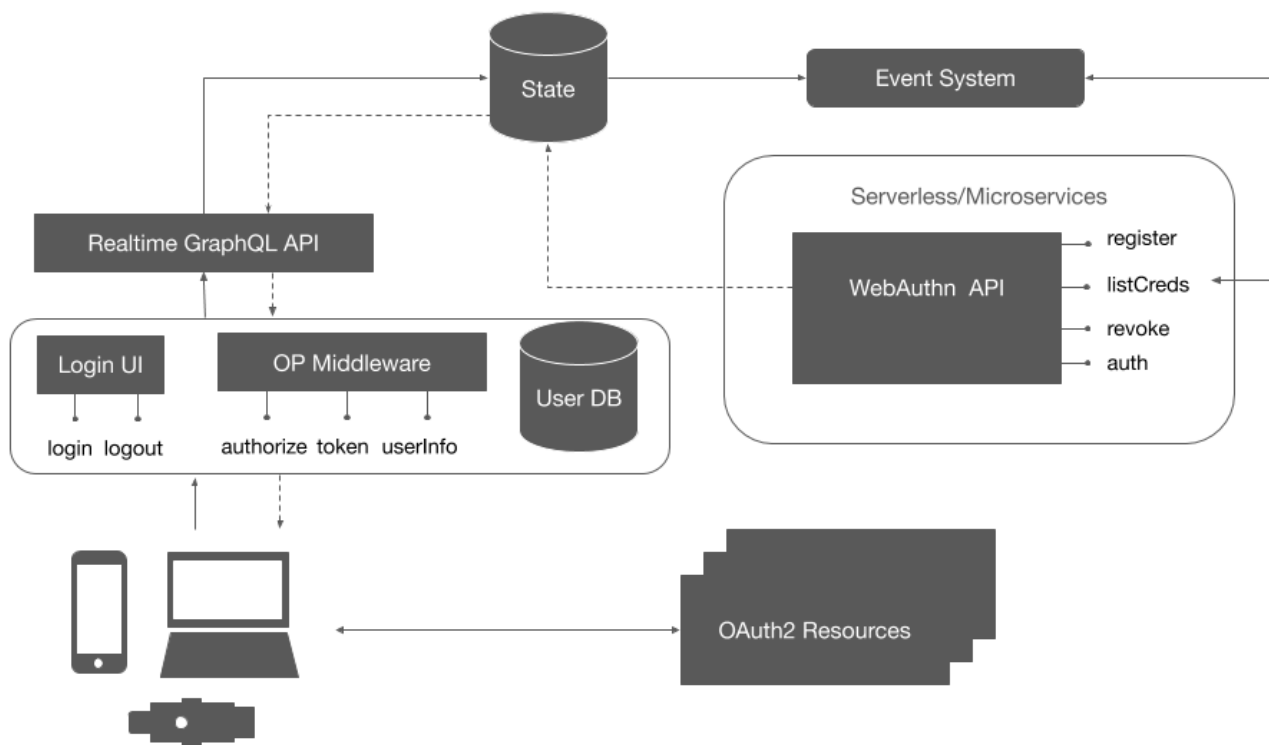 State
Event System
Serverless/Microservices
Realtime GraphQL API
WebAuthn API
register
listCreds
revoke
auth
Login UI
OP Middleware
User DB
login logout
authorize token userInfo
OAuth2 Resources